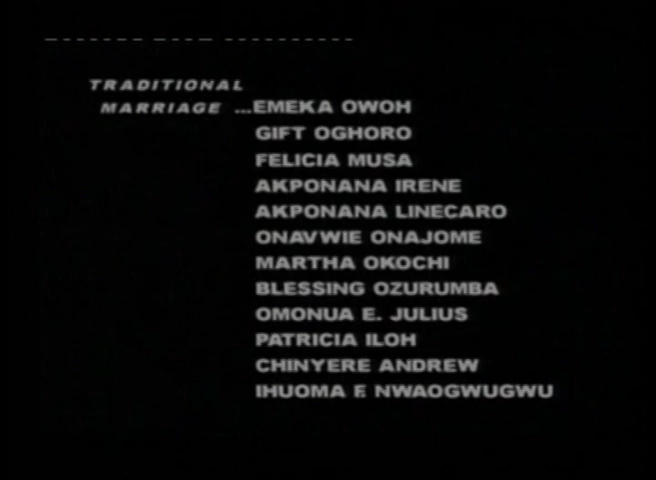 TRADITIONAL
MARRIAGE ...EMEKA OWOH
GIFT OGHORO
FELICIA MUSA
AKPONANA IRENE
AKPONANA LINECARO
ONAVWIE ONAJOME
MARTHA OKOCHI
BLESSING OZURUMBA
OMONUA E. JULIUS
PATRICIA ILOH
CHINYERE ANDREW
IHUOMA F. NWAOGWUGWU